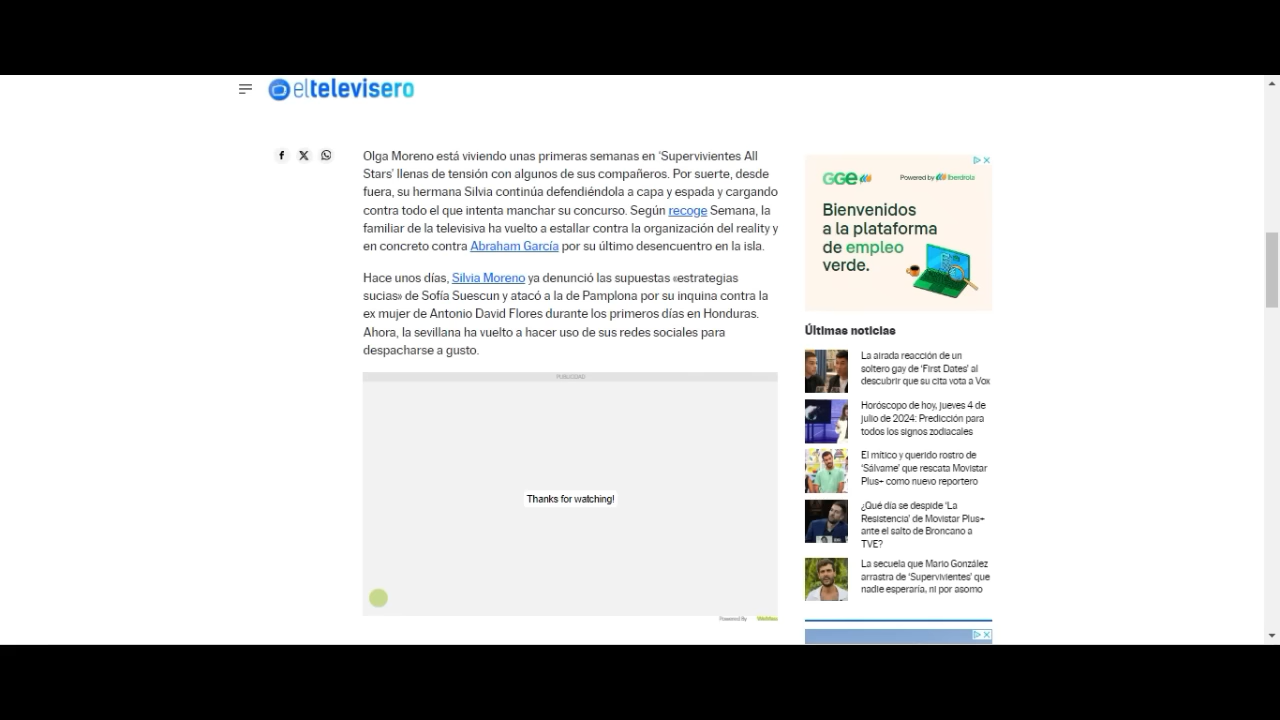 eltelevisero
Olga Moreno está viviendo unas primeras semanas en ‘Supervivientes All
Stars’ llenas de tensión con algunos de sus compañeros. Por suerte, desde
fuera, su hermana Silvia continúa defendiéndola a capa y espada y cargando
contra todo el que intenta manchar su concurso. Según recoge Semana, la
familiar de la televisiva ha vuelto a estallar contra la organización del reality y
en concreto contra Abraham García por su último desencuentro en la isla.
Hace unos días, Silvia Moreno ya denunció las supuestas «estrategias
sucias» de Sofía Suescun y atacó a la de Pamplona por su inquina contra la
ex mujer de Antonio David Flores durante los primeros días en Honduras.
Ahora, la sevillana ha vuelto a hacer uso de sus redes sociales para
despacharse a gusto.
PUBLICIDAD
Thanks for watching!
Powered By
GGE
Powered by Iberdrola
Bienvenidos
a la plataforma
de empleo
verde.
Últimas noticias
La airada reacción de un
soltero gay de ‘First Dates’ al
descubrir que su cita vota a Vox
Horóscopo de hoy, jueves 4 de
julio de 2024: Predicción para
todos los signos zodiacales
El mítico y querido rostro de
‘Sálvame’ que rescata Movistar
Plus+ como nuevo reportero
¿Qué día se despide ‘La
Resistencia’ de Movistar Plus+
ante el salto de Broncano a
TVE?
La secuela que Mario González
arrastra de ‘Supervivientes’ que
nadie esperaría, ni por asomo